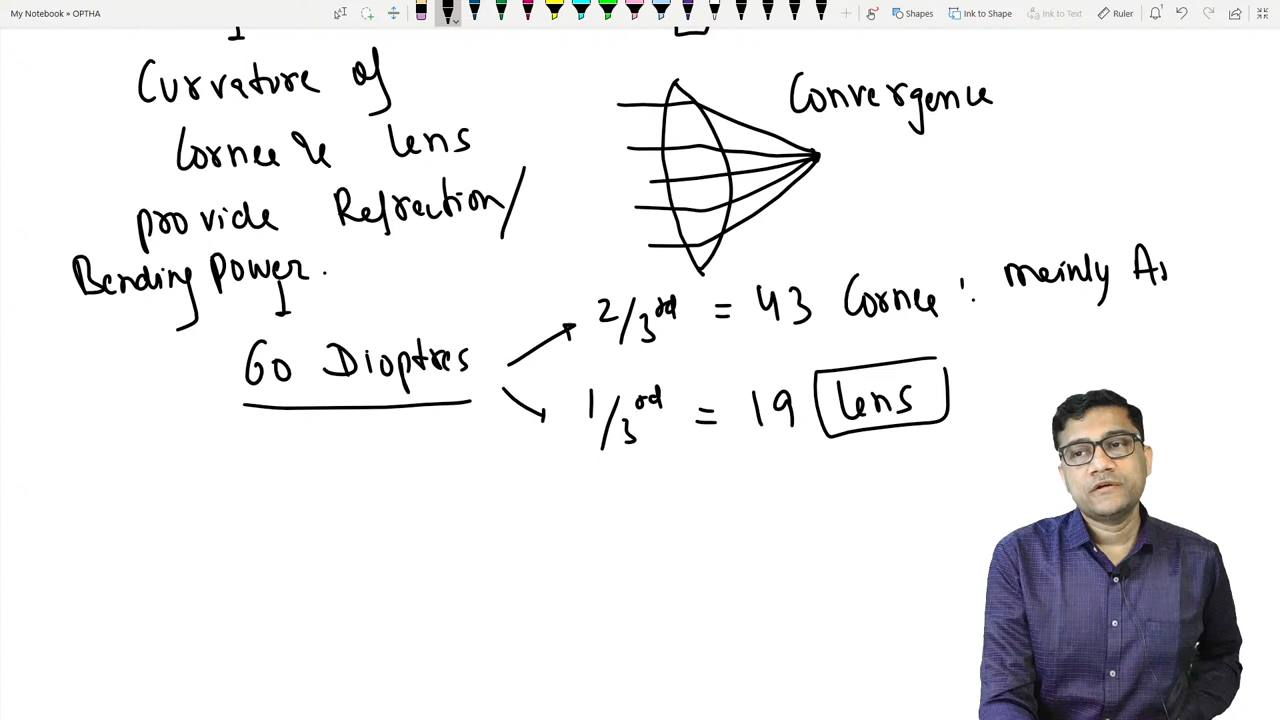 My Notebook » OPTHA
Shapes
Ink to Shape
Ink to Text
Ruler
Curvature of
Cornea & lens
provide Refraction/
Bending Power.
Convergence
60 Dioptres
2/3rd = 43 Cornea : mainly As
1/3rd = 19 lens